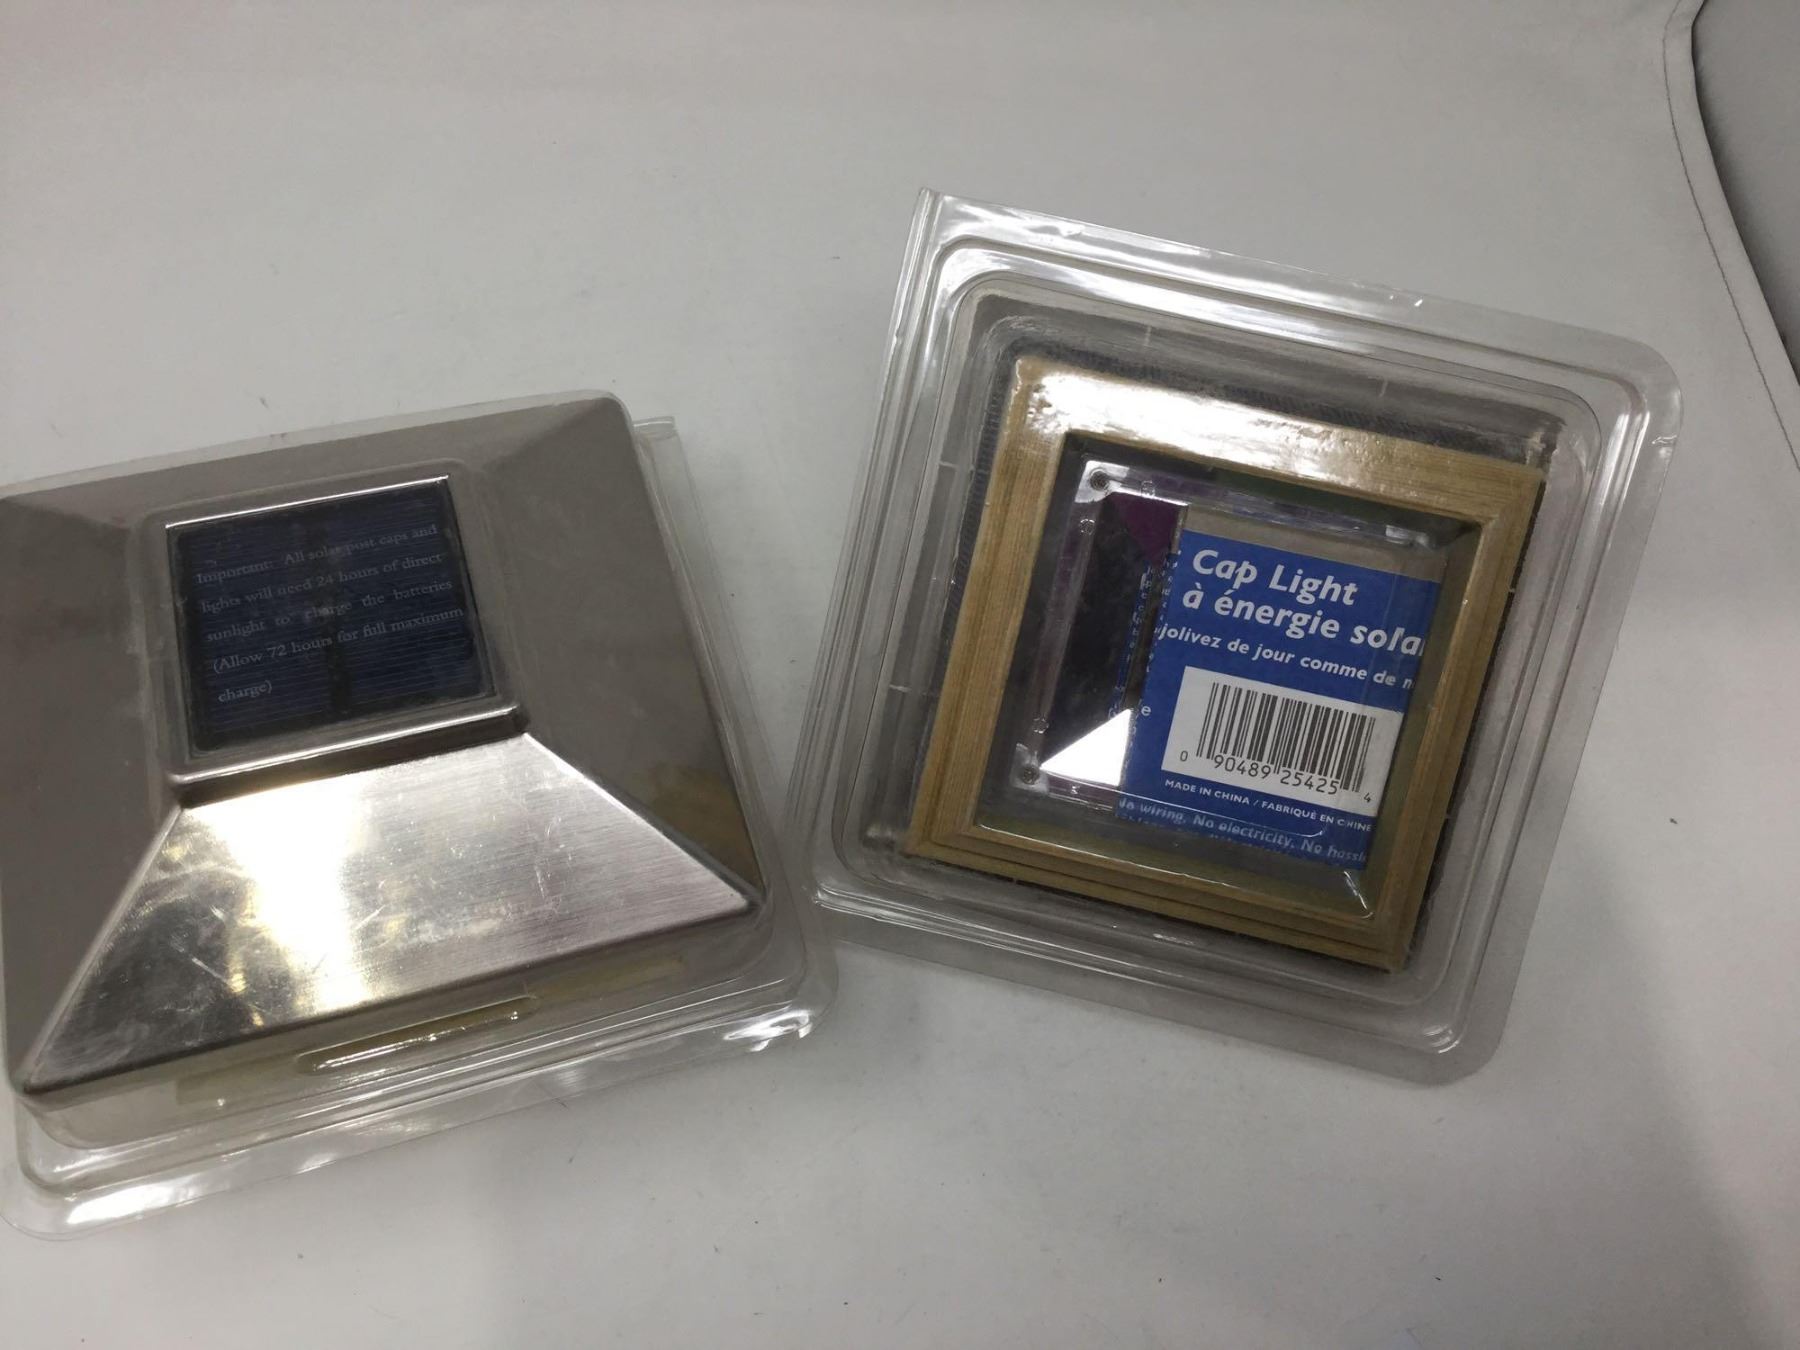 Important: All solar post caps and
lights will need 24 hours of direct
sunlight to charge the batteries
(Allow 72 hours for full maximum
charge)
Cap Light
à énergie sola
jolivez de jour comme de n
0 90489 25425 4
MADE IN CHINA / FABRIQUÉ EN CHINE
No wiring. No electricity. No hassl